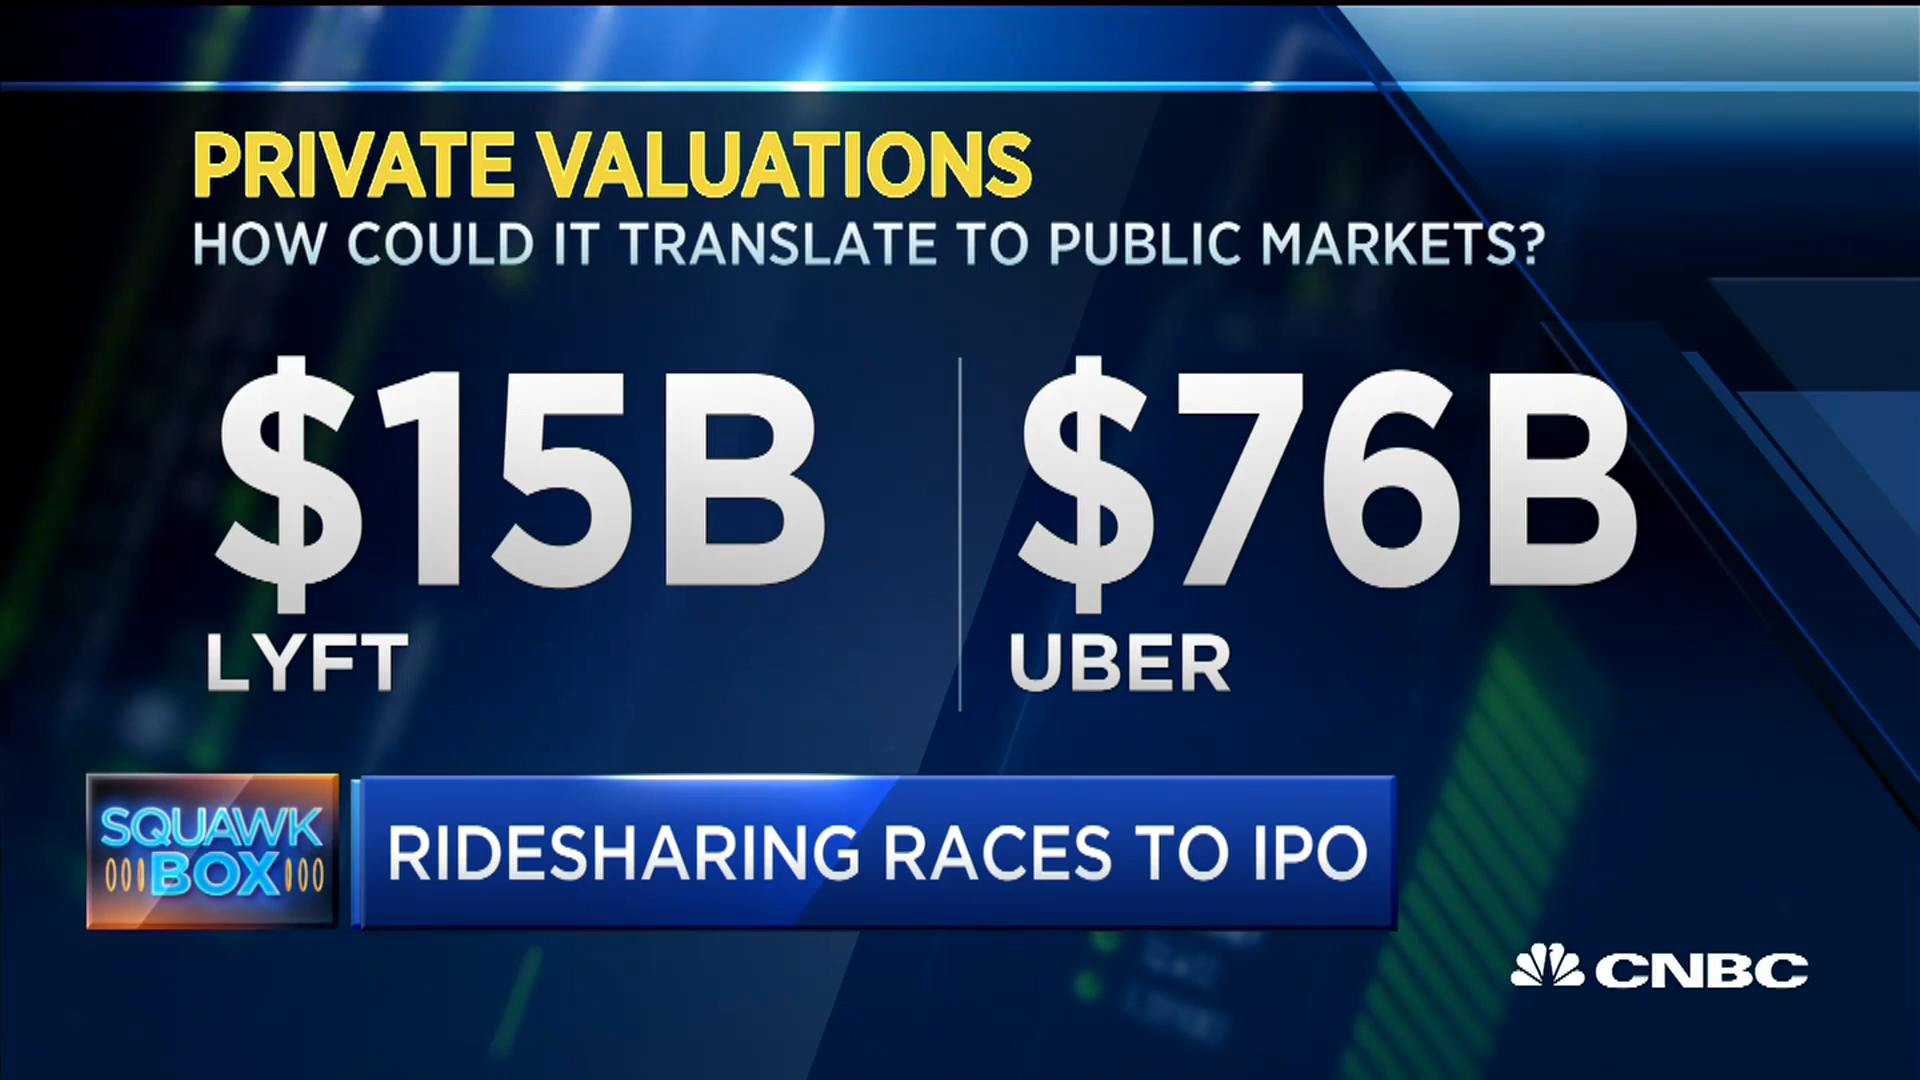 PRIVATE VALUATIONS
HOW COULD IT TRANSLATE TO PUBLIC MARKETS?
$15B
LYFT
$76B
UBER
SQUAWK
BOX
RIDESHARING RACES TO IPO
CNBC